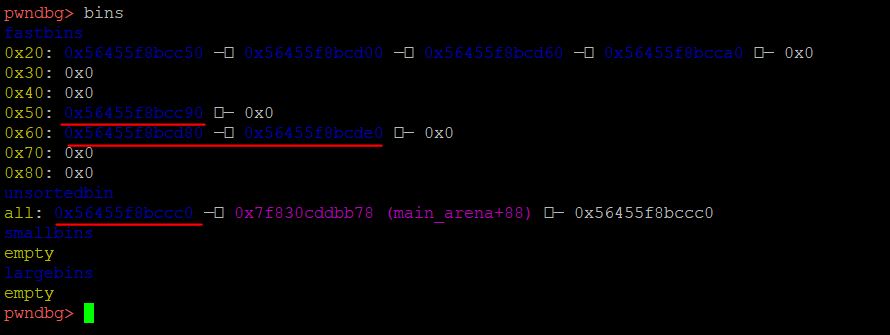 pwndbg> bins
fastbins
0x20: 0x56455f8bcc50 —□ 0x56455f8bcd00 —□ 0x56455f8bcd60 —□ 0x56455f8bcca0 □— 0x0
0x30: 0x0
0x40: 0x0
0x50: 0x56455f8bcc90 □— 0x0
0x60: 0x56455f8bcd80 —□ 0x56455f8bcde0 □— 0x0
0x70: 0x0
0x80: 0x0
unsortedbin
all: 0x56455f8bccc0 —□ 0x7f830cddbb78 (main_arena+88) □— 0x56455f8bccc0
smallbins
empty
largebins
empty
pwndbg>